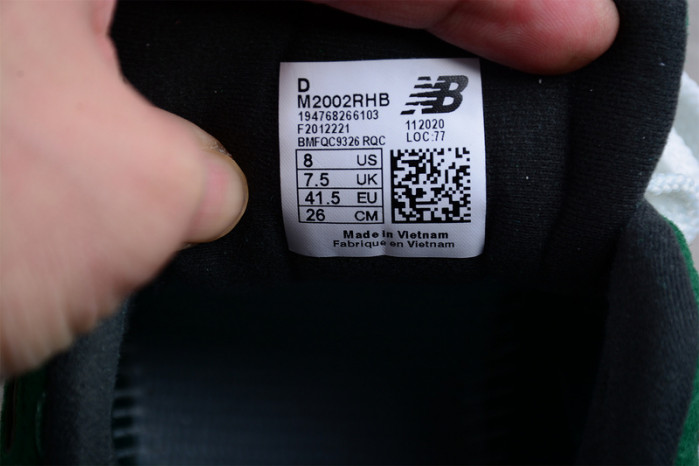 D
M2002RHB
194768266103
F2012221
BMFQC9326 RQC
NB
112020
LOC:77
8 US
7.5 UK
41.5 EU
26 CM
Made in Vietnam
Fabriqué en Vietnam